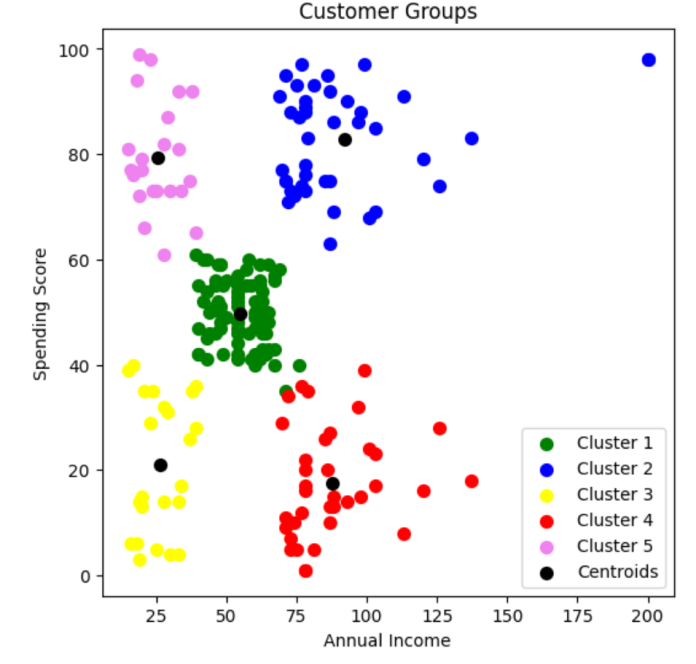 Customer Groups
100
80
60
40
20
0
Spending Score
25 50 75 100 125 150 175 200
Annual Income
Cluster 1
Cluster 2
Cluster 3
Cluster 4
Cluster 5
Centroids